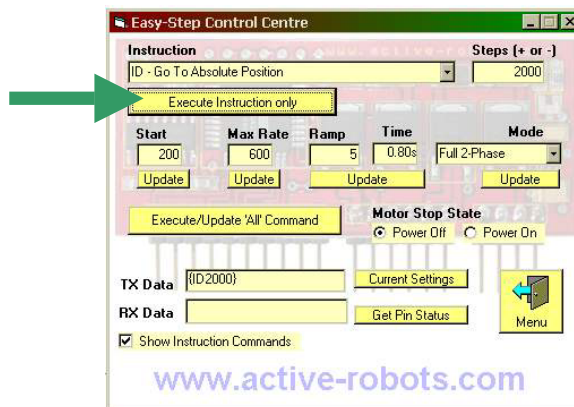 Easy-Step Control Centre
Instruction Steps (+ or -)
ID - Go To Absolute Position 2000
Execute Instruction only
Start Max Rate Ramp Time Mode
200 600 5 0.80s Full 2-Phase
Update Update Update Update
Execute/Update 'All' Command
Motor Stop State
Power Off Power On
TX Data {ID2000} Current Settings
RX Data Get Pin Status
Menu
Show Instruction Commands
www.active-robots.com